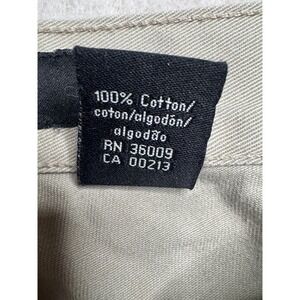 100% Cotton/
coton/algodón/
algodão
RN 36009
CA 00213